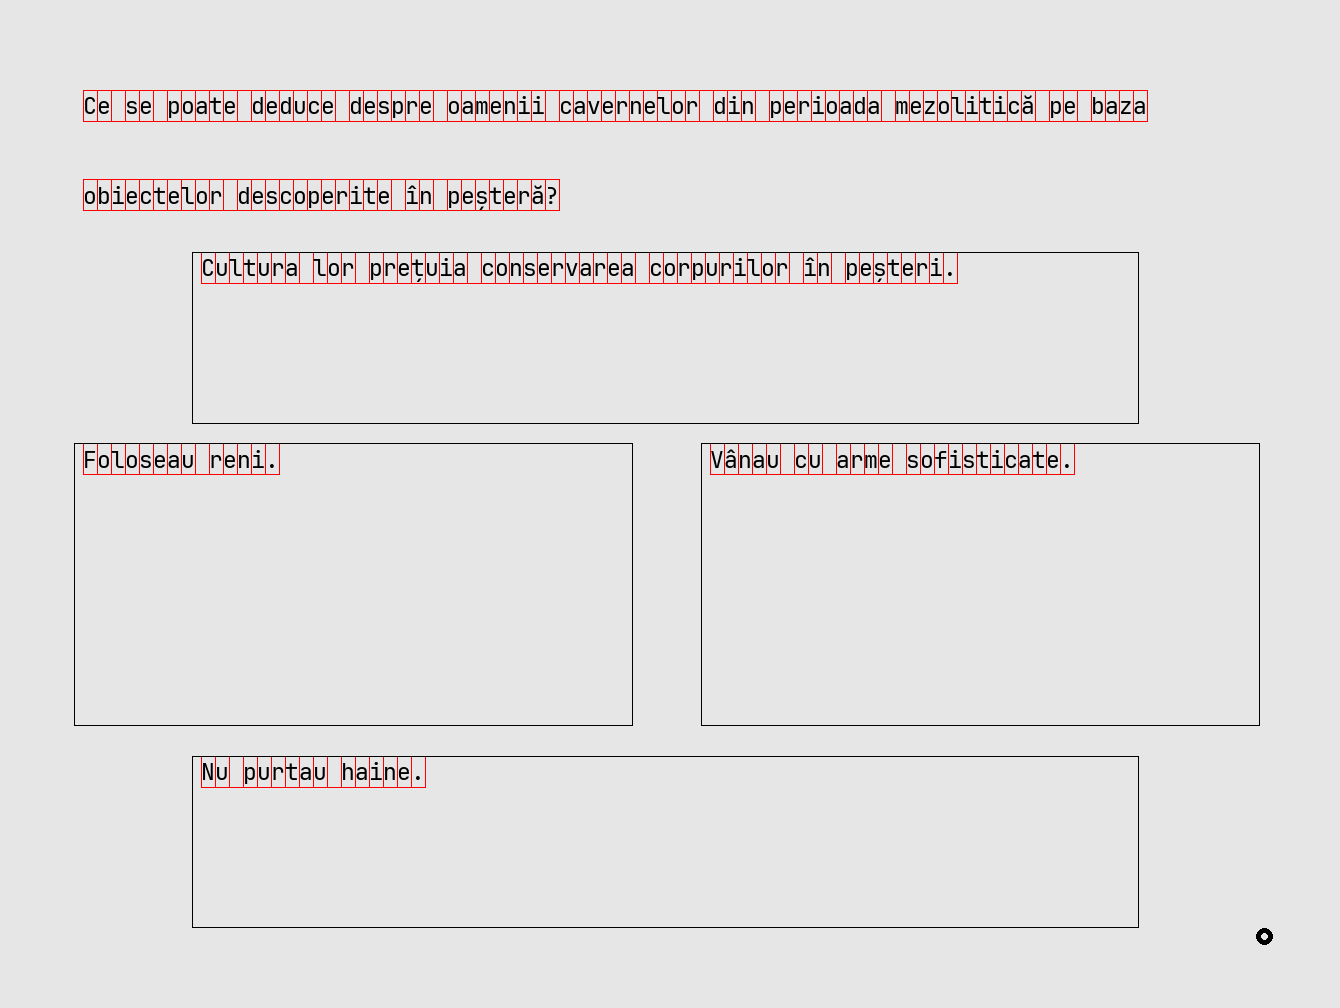 Ce se poate deduce despre oamenii cavernelor din perioada mezolitică pe baza
obiectelor descoperite în peșteră?
Cultura lor prețuia conservarea corpurilor în peșteri.
Foloseau reni.
Vânau cu arme sofisticate.
Nu purtau haine.